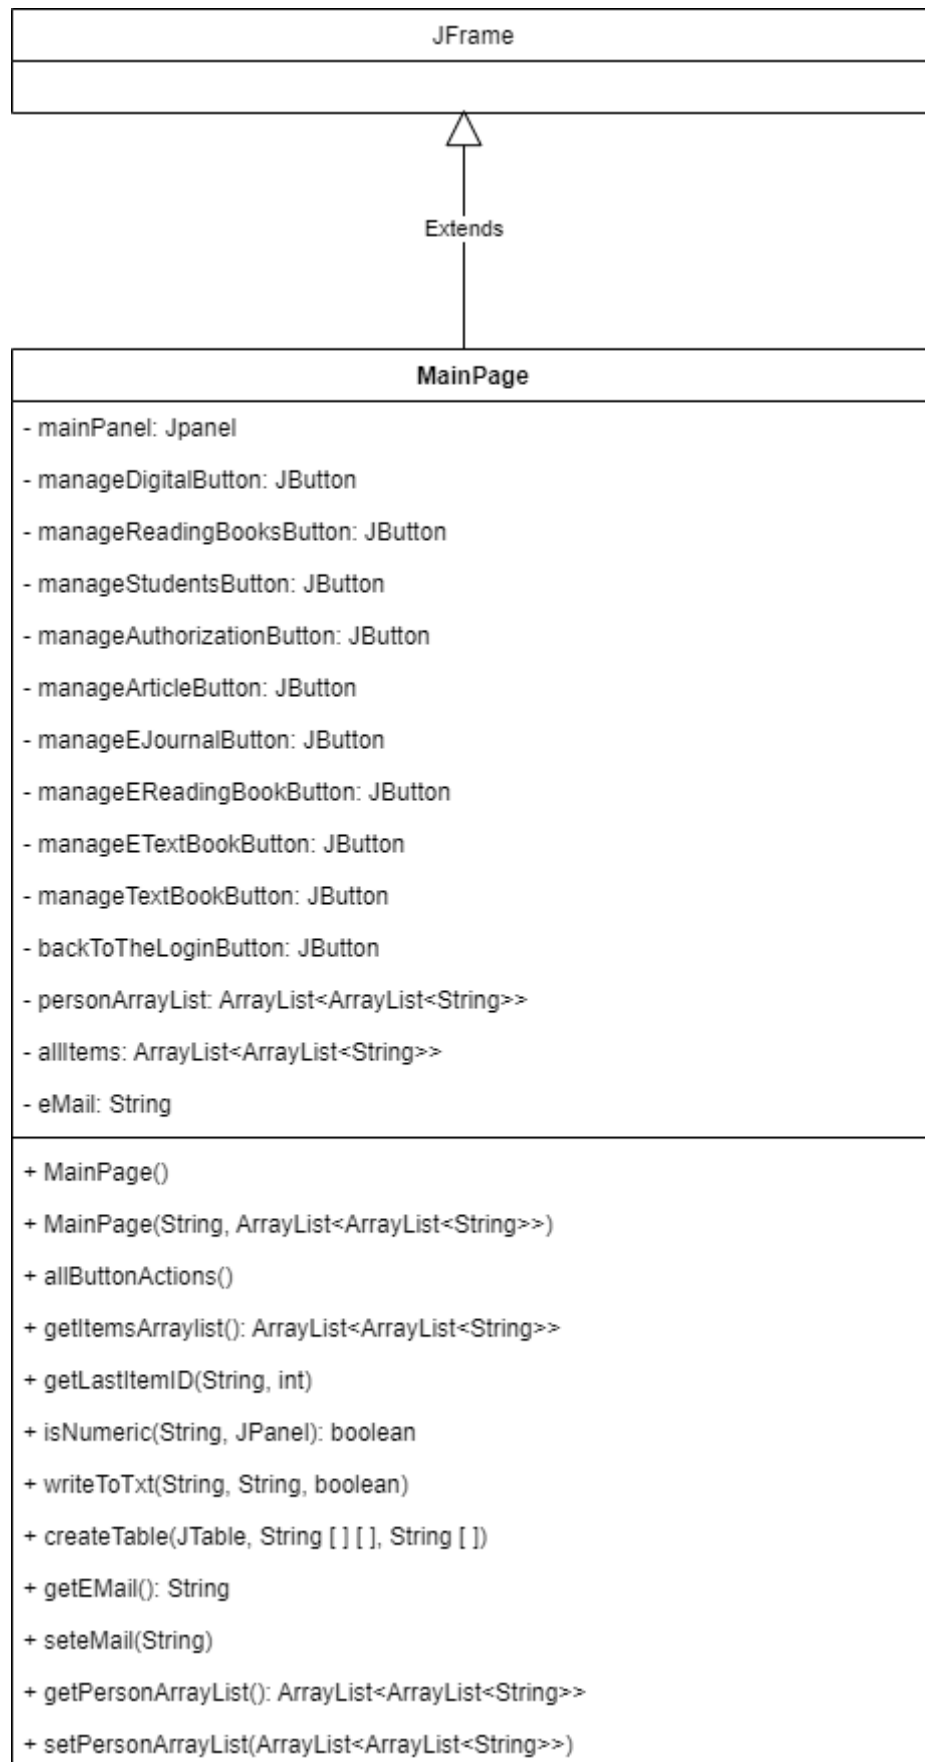 JFrame
Extends
MainPage
- mainPanel: Jpanel
- manageDigitalButton: JButton
- manageReadingBooksButton: JButton
- manageStudentsButton: JButton
- manageAuthorizationButton: JButton
- manageArticleButton: JButton
- manageEJournalButton: JButton
- manageEReadingBookButton: JButton
- manageETextBookButton: JButton
- manageTextBookButton: JButton
- backToTheLoginButton: JButton
- personArrayList: ArrayList<ArrayList<String>>
- allItems: ArrayList<ArrayList<String>>
- eMail: String
+ MainPage()
+ MainPage(String, ArrayList<ArrayList<String>>)
+ allButtonActions()
+ getItemsArraylist(): ArrayList<ArrayList<String>>
+ getLastItemID(String, int)
+ isNumeric(String, JPanel): boolean
+ writeToTxt(String, String, boolean)
+ createTable(JTable, String [ ] [ ], String [ ])
+ getEMail(): String
+ seteMail(String)
+ getPersonArrayList(): ArrayList<ArrayList<String>>
+ setPersonArrayList(ArrayList<ArrayList<String>>)